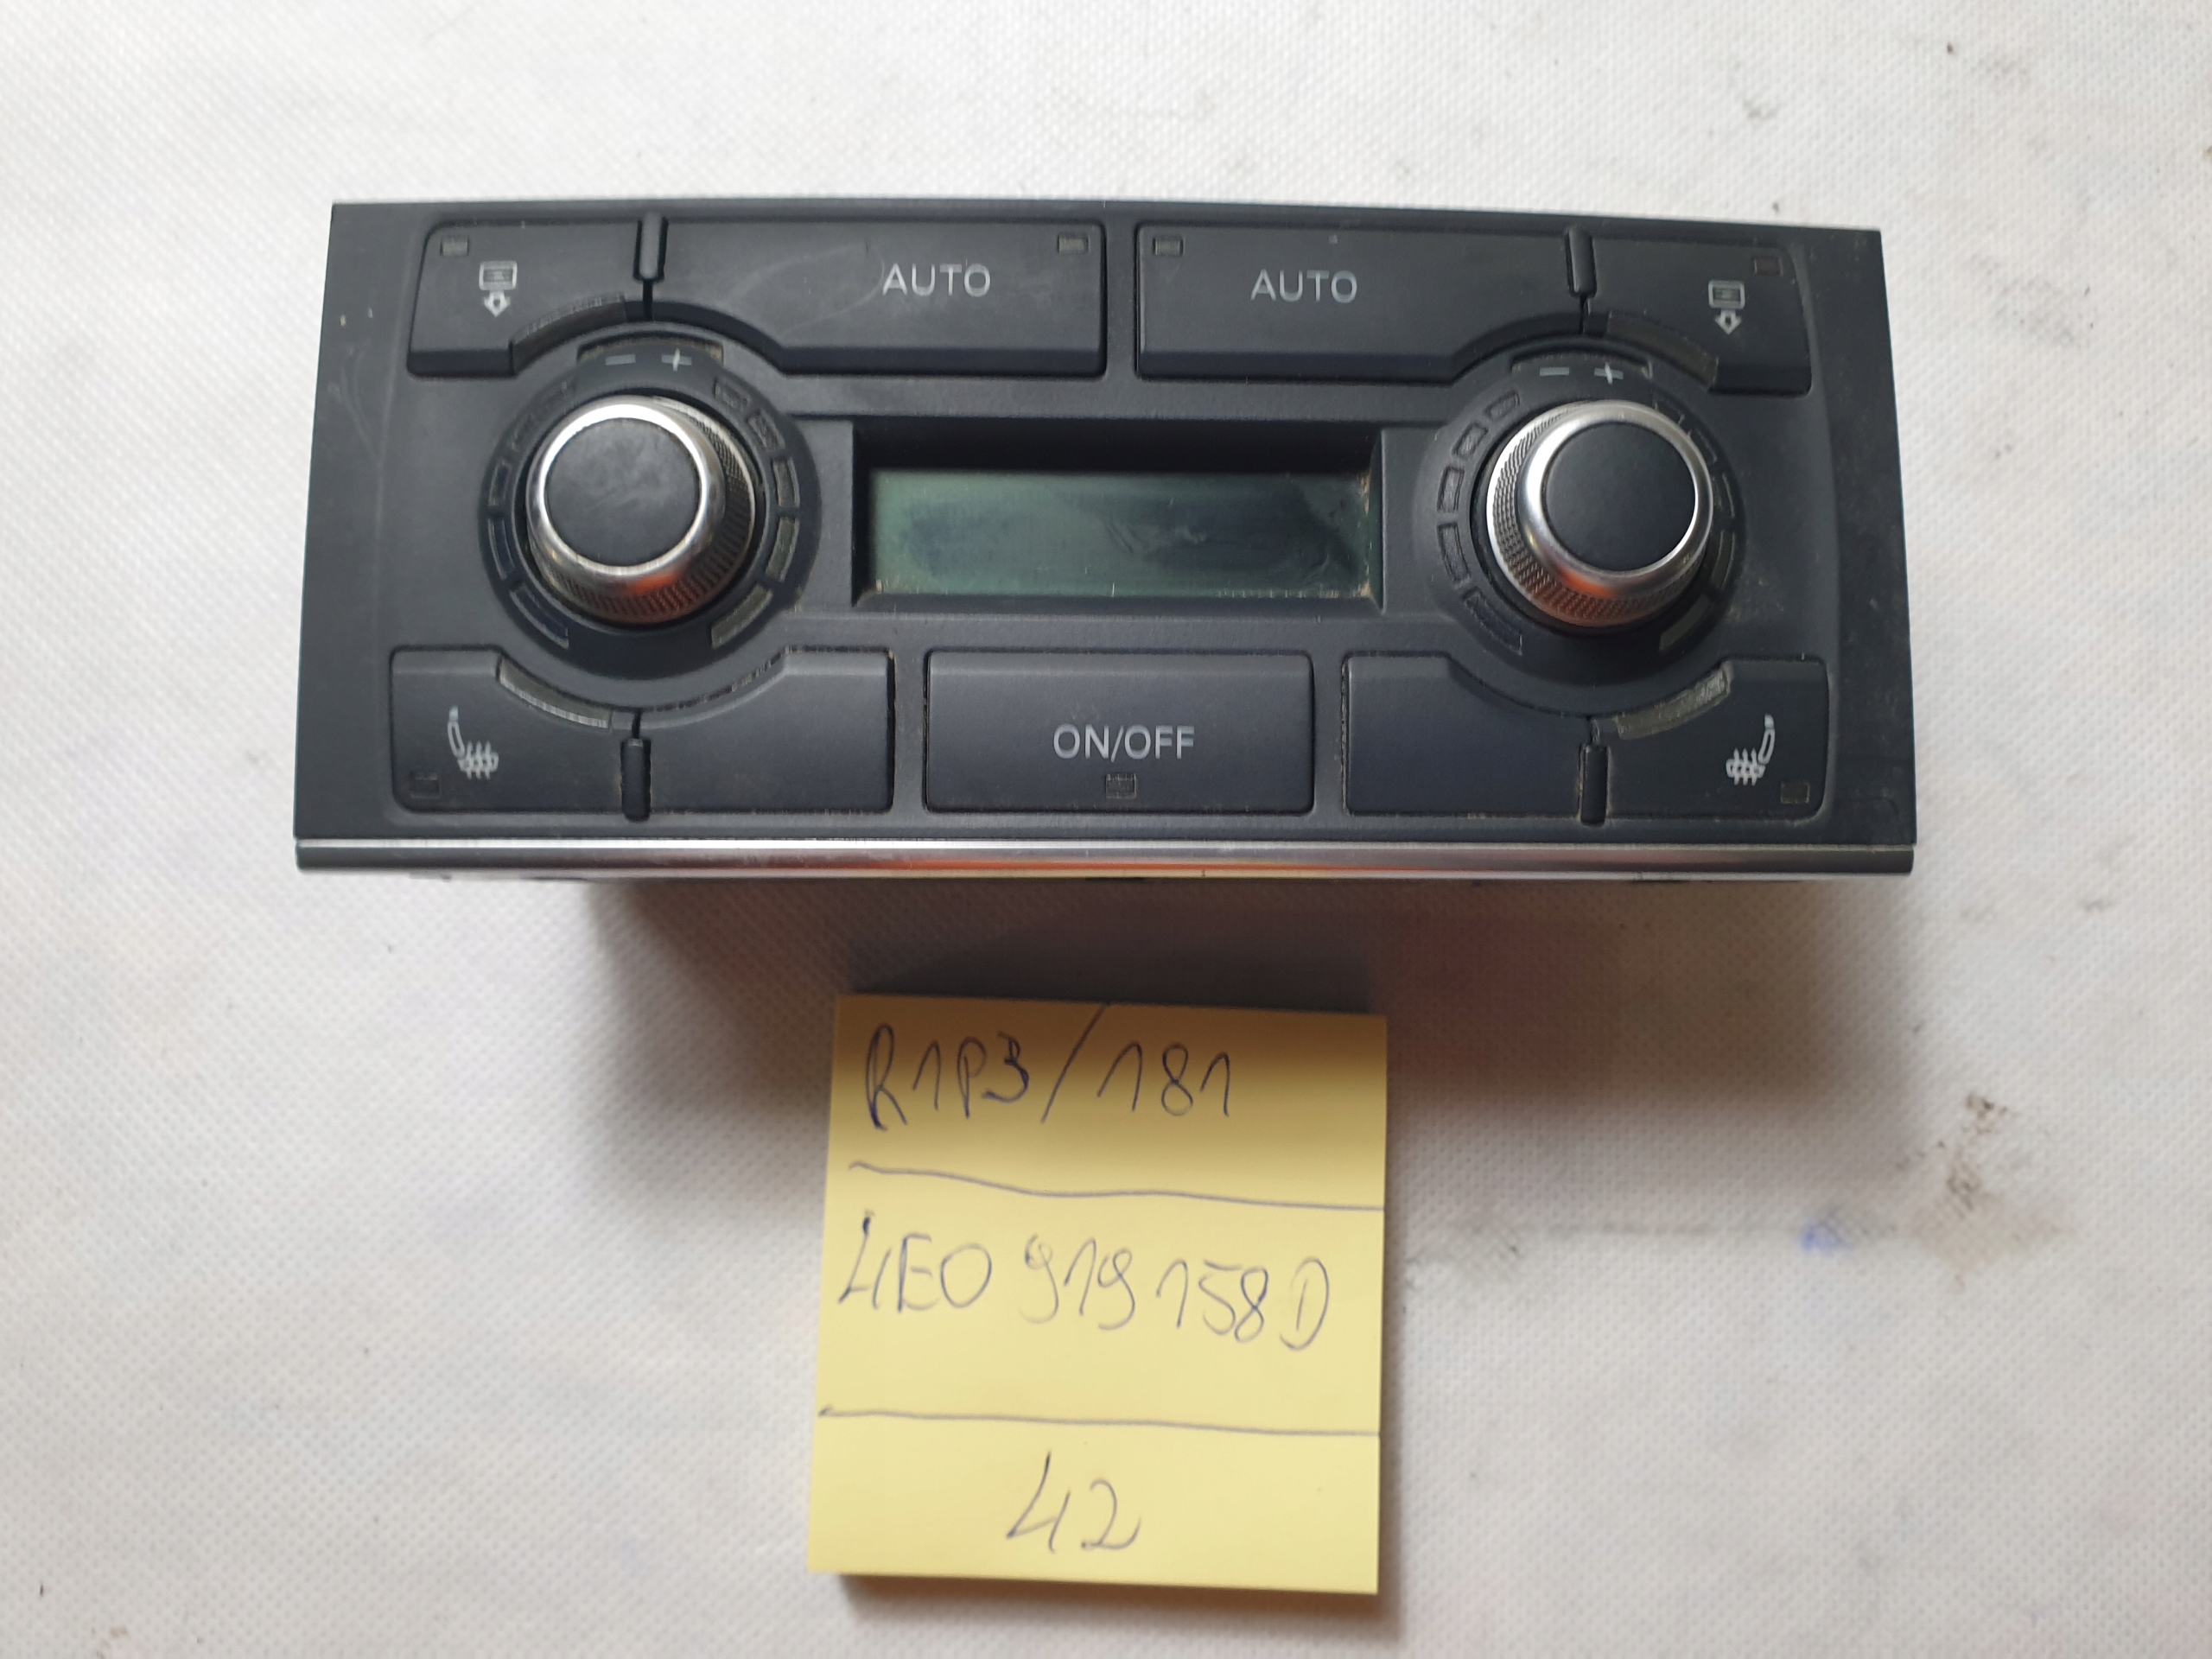 AUTO AUTO
− + − +
ON/OFF
R1P3/181
4E0 919 158 D
42